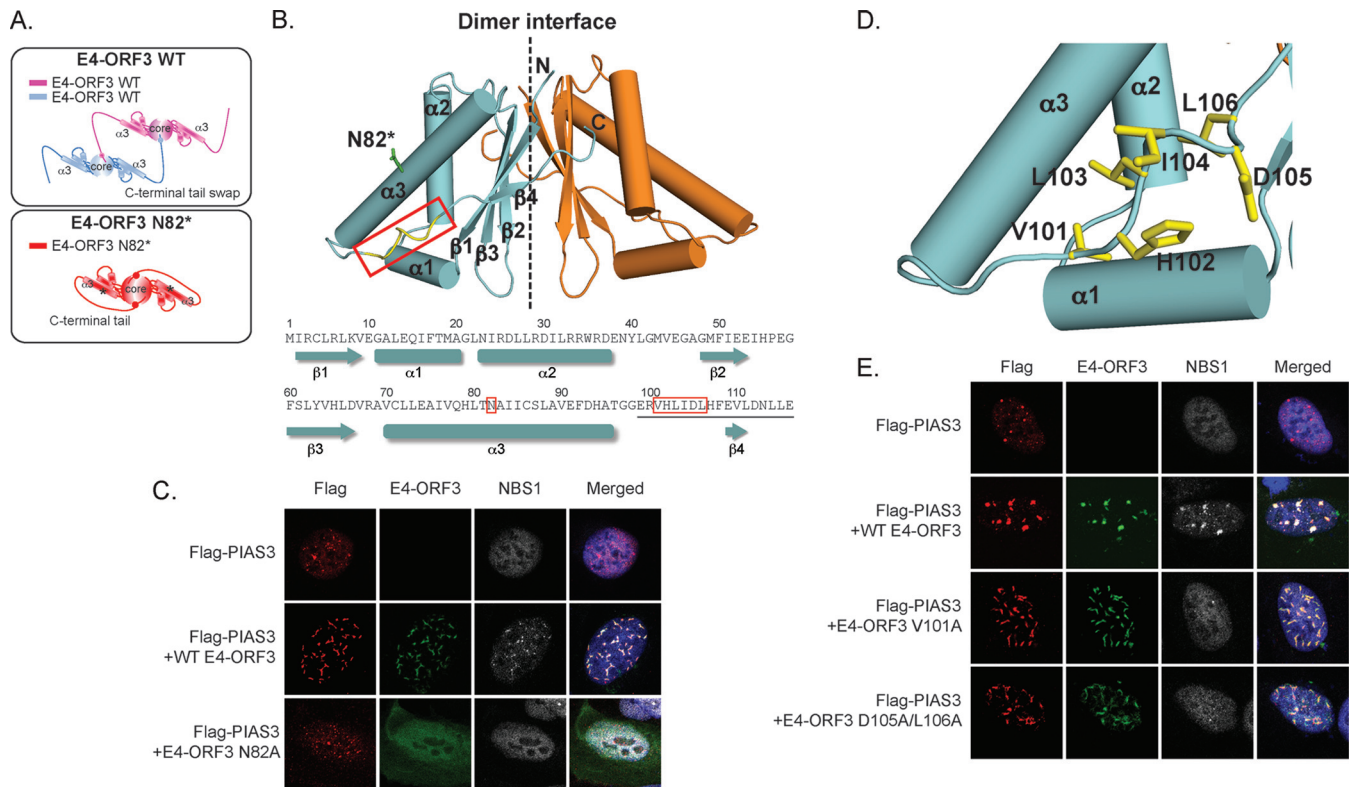 A.
E4-ORF3 WT
E4-ORF3 WT
E4-ORF3 WT
α3
core
α3
core
α3
α3
C-terminal tail swap
E4-ORF3 N82*
E4-ORF3 N82*
α3
*
core
*
α3
C-terminal tail
B.
Dimer interface
N
α2
C
N82*
α3
β4
β1
β3
β2
α1
1 10 20 30 40 50
MIRCLRLKVEGALEQIFTMAGLNIRDLLRDILRRWRDENYLGMVEGAGMFIEEIHPEG
β1 α1 α2 β2
60 70 80 90 100 110
FSLYVHLDVRAVCLLEAIVQHLTNAIICSLAVEFDHATGGERVHLIDLHFEVLDNLLE
β3 α3 β4
C.
Flag E4-ORF3 NBS1 Merged
Flag-PIAS3
Flag-PIAS3
+WT E4-ORF3
Flag-PIAS3
+E4-ORF3 N82A
D.
α3
α2
L106
I104
L103
D105
V101
H102
α1
E.
Flag E4-ORF3 NBS1 Merged
Flag-PIAS3
Flag-PIAS3
+WT E4-ORF3
Flag-PIAS3
+E4-ORF3 V101A
Flag-PIAS3
+E4-ORF3 D105A/L106A